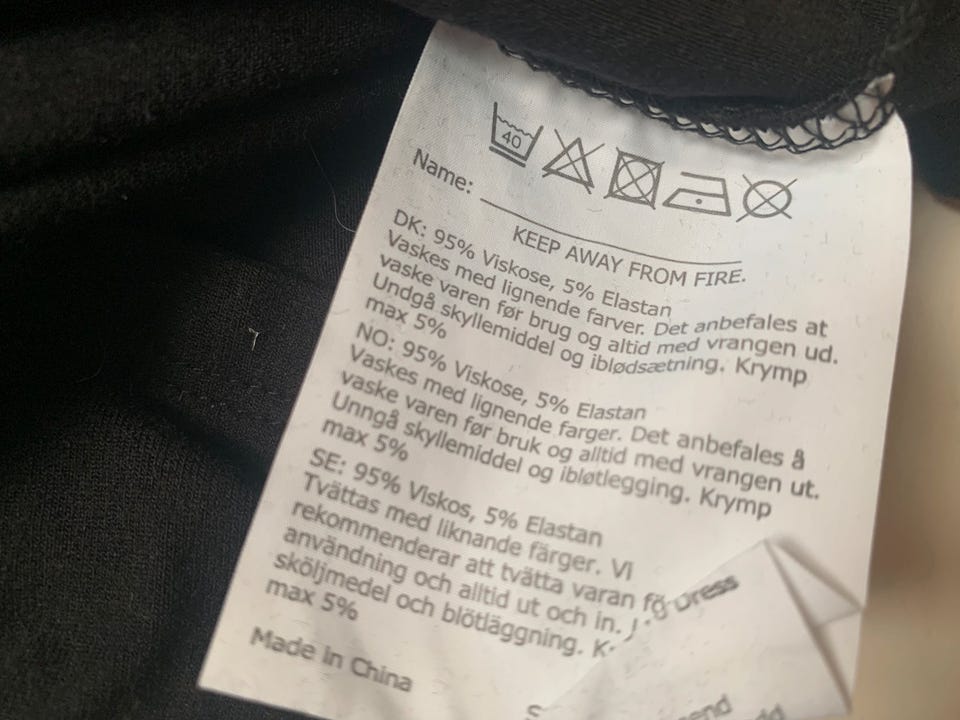 40
Name:
KEEP AWAY FROM FIRE.
DK: 95% Viskose, 5% Elastan
Vaskes med lignende farver. Det anbefales at
vaske varen før brug og altid med vrangen ud.
Undgå skyllemiddel og iblødsætning. Krymp
max 5%
NO: 95% Viskose, 5% Elastan
Vaskes med lignende farger. Det anbefales å
vaske varen før bruk og alltid med vrangen ut.
Unngå skyllemiddel og ibløtlegging. Krymp
max 5%
SE: 95% Viskos, 5% Elastan
Tvättas med liknande färger. Vi
rekommenderar att tvätta varan fö
användning och alltid ut och in.
sköljmedel och blötläggning. K
max 5%
Made in China
Dress